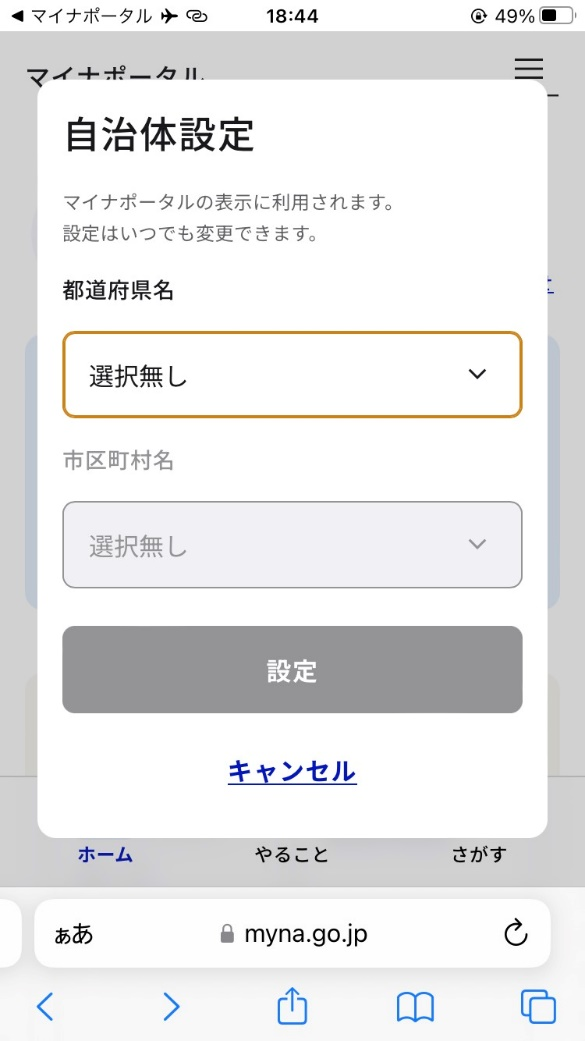 マイナポータル
18:44
49%
マイナポータル
自治体設定
マイナポータルの表示に利用されます。
設定はいつでも変更できます。
都道府県名
選択無し
市区町村名
選択無し
設定
キャンセル
ホーム
やること
さがす
ぁあ
myna.go.jp